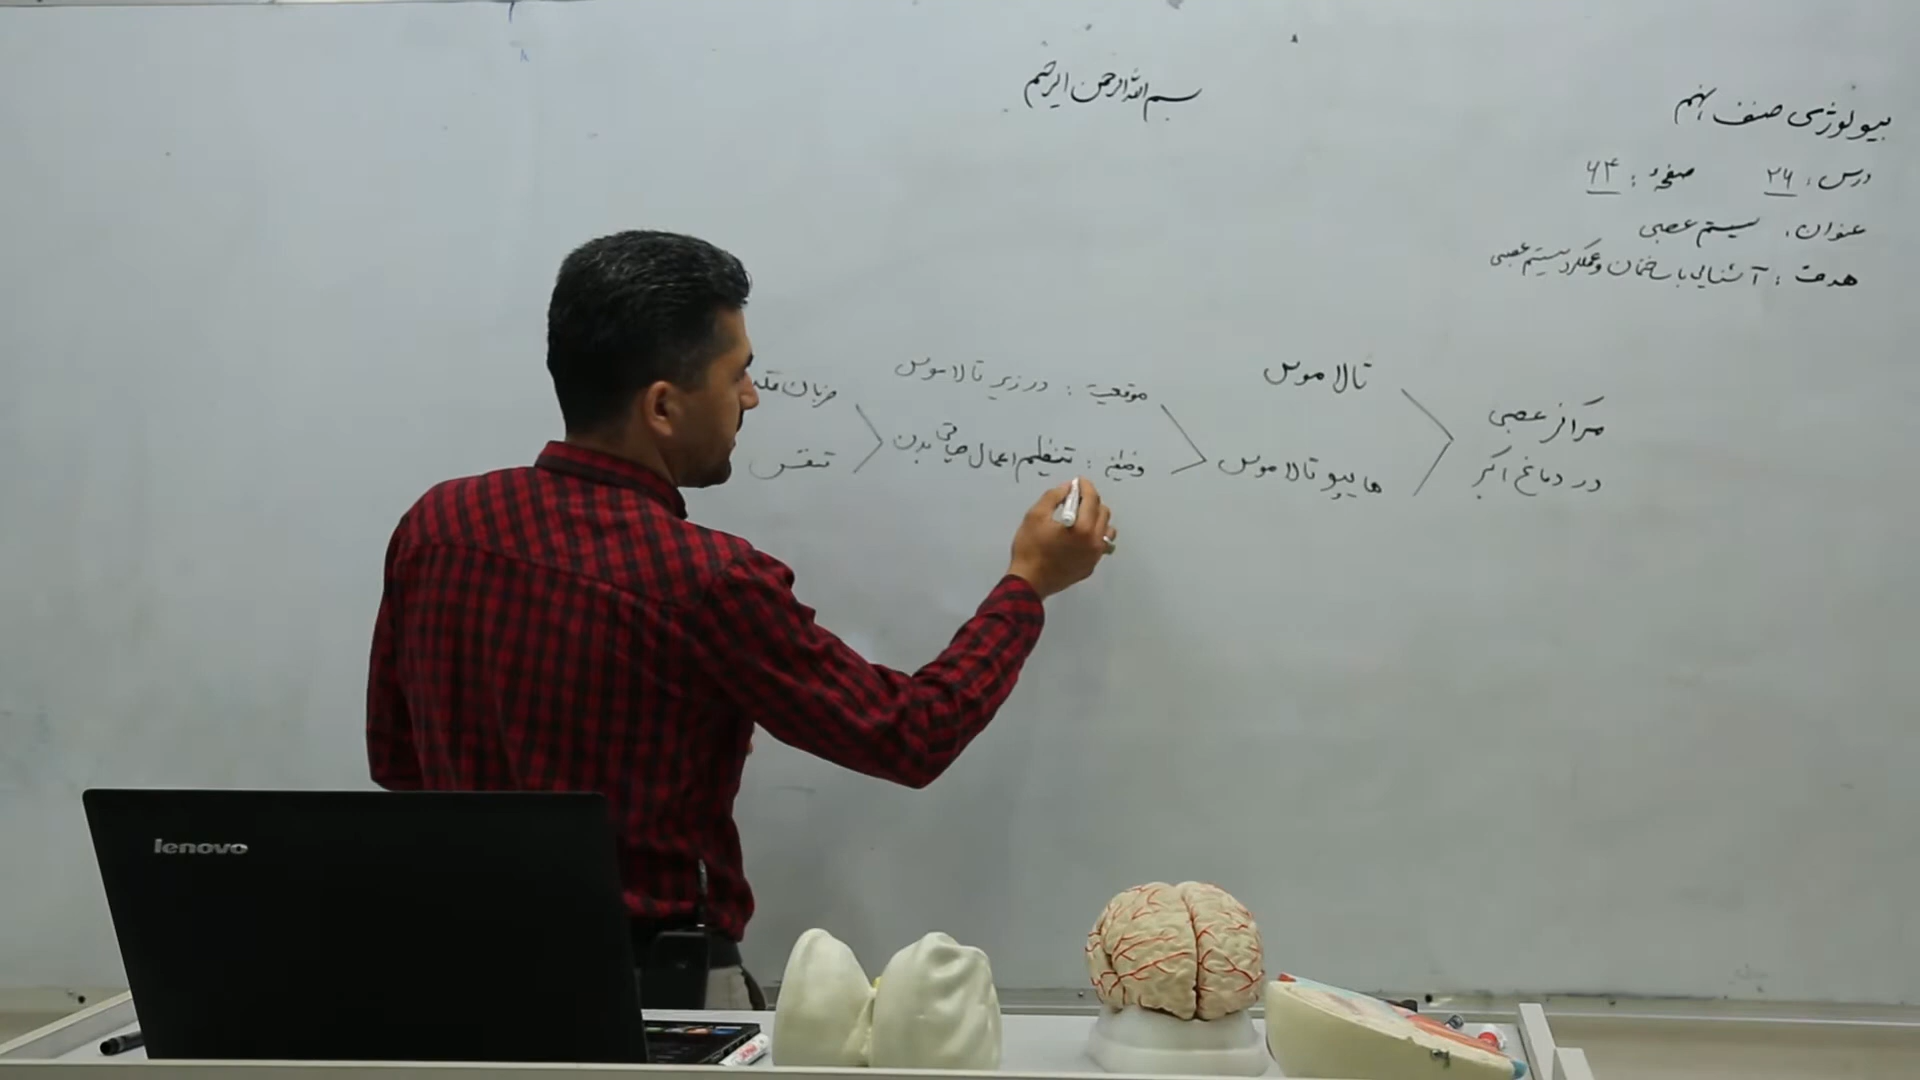 بسم الله الرحمن الرحیم
بیولوژی صنف نهم
درس: ۲۶ صفحه: ۶۴
عنوان: سیستم عصبی
هدف: آشنایی با ساختمان و عملکرد سیستم عصبی
مراکز عصبی
در دماغ اکبر
تالاموس
هایپوتالاموس
موقعیت: در زیر تالاموس
وظیفه: تنظیم اعمال حیاتی بدن
ضربان قلب
تنفس
lenovo